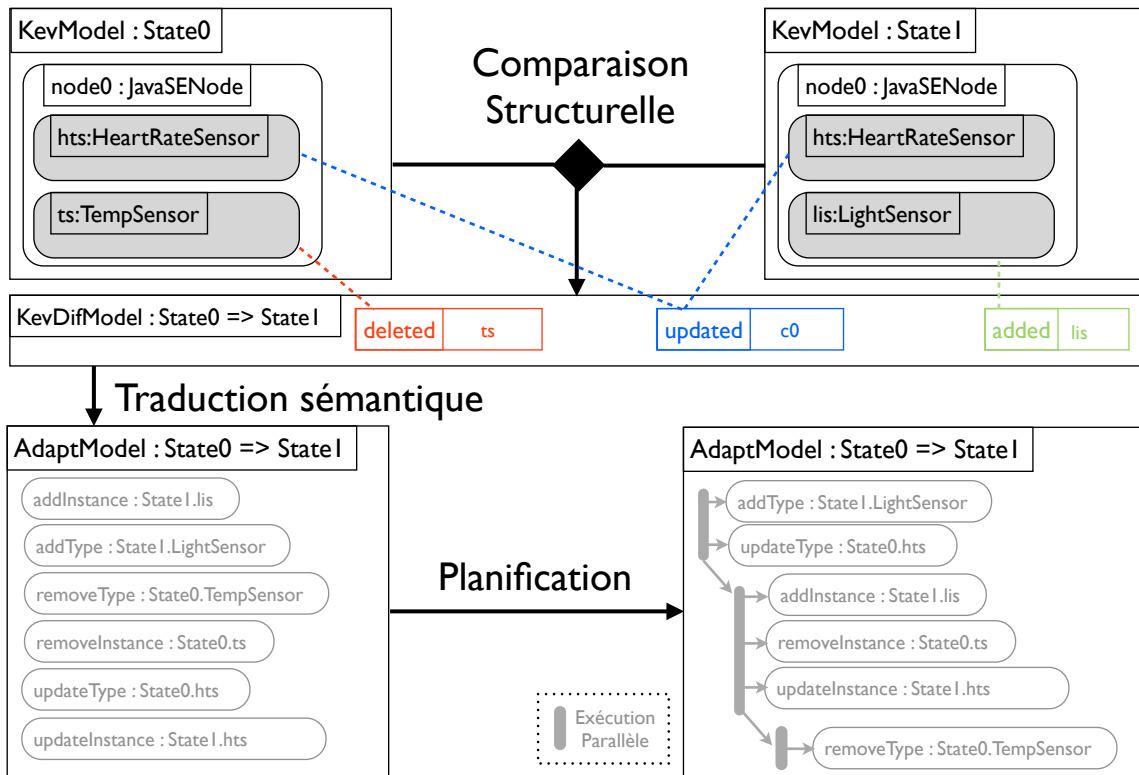 KevModel : State0
node0 : JavaSENode
hts:HeartRateSensor
ts:TempSensor
Comparaison
Structurelle
KevModel : State1
node0 : JavaSENode
hts:HeartRateSensor
lis:LightSensor
KevDifModel : State0 => State1
deleted ts
updated c0
added lis
Traduction sémantique
AdaptModel : State0 => State1
addInstance : State1.lis
addType : State1.LightSensor
removeType : State0.TempSensor
removeInstance : State0.ts
updateType : State0.hts
updateInstance : State1.hts
Planification
Exécution
Parallèle
AdaptModel : State0 => State1
addType : State1.LightSensor
updateType : State0.hts
addInstance : State1.lis
removeInstance : State0.ts
updateInstance : State1.hts
removeType : State0.TempSensor